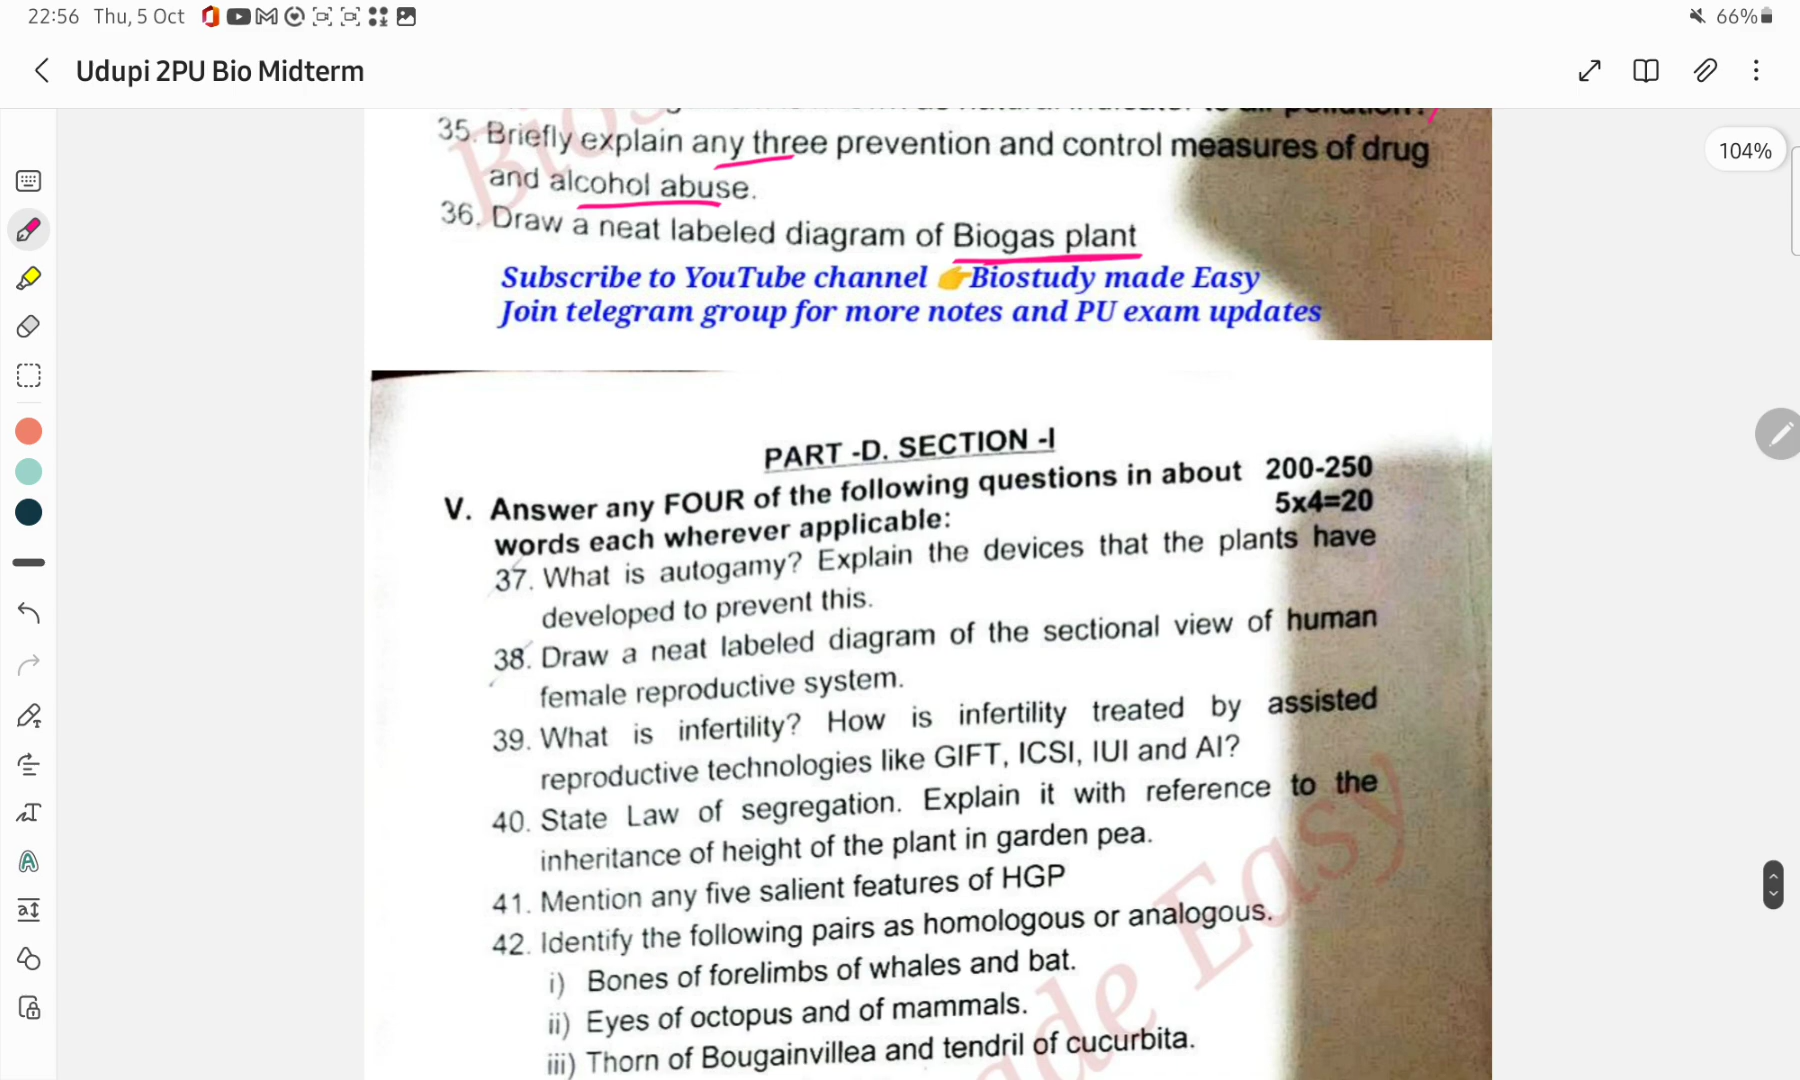 22:56 Thu, 5 Oct
66%
Udupi 2PU Bio Midterm
104%
35. Briefly explain any three prevention and control measures of drug
and alcohol abuse.
36. Draw a neat labeled diagram of Biogas plant
Subscribe to YouTube channel 👉Biostudy made Easy
Join telegram group for more notes and PU exam updates
PART -D. SECTION -I
V. Answer any FOUR of the following questions in about 200-250
words each wherever applicable: 5x4=20
37. What is autogamy? Explain the devices that the plants have
developed to prevent this.
38. Draw a neat labeled diagram of the sectional view of human
female reproductive system.
39. What is infertility? How is infertility treated by assisted
reproductive technologies like GIFT, ICSI, IUI and AI?
40. State Law of segregation. Explain it with reference to the
inheritance of height of the plant in garden pea.
41. Mention any five salient features of HGP
42. Identify the following pairs as homologous or analogous.
i) Bones of forelimbs of whales and bat.
ii) Eyes of octopus and of mammals.
iii) Thorn of Bougainvillea and tendril of cucurbita.
Easy